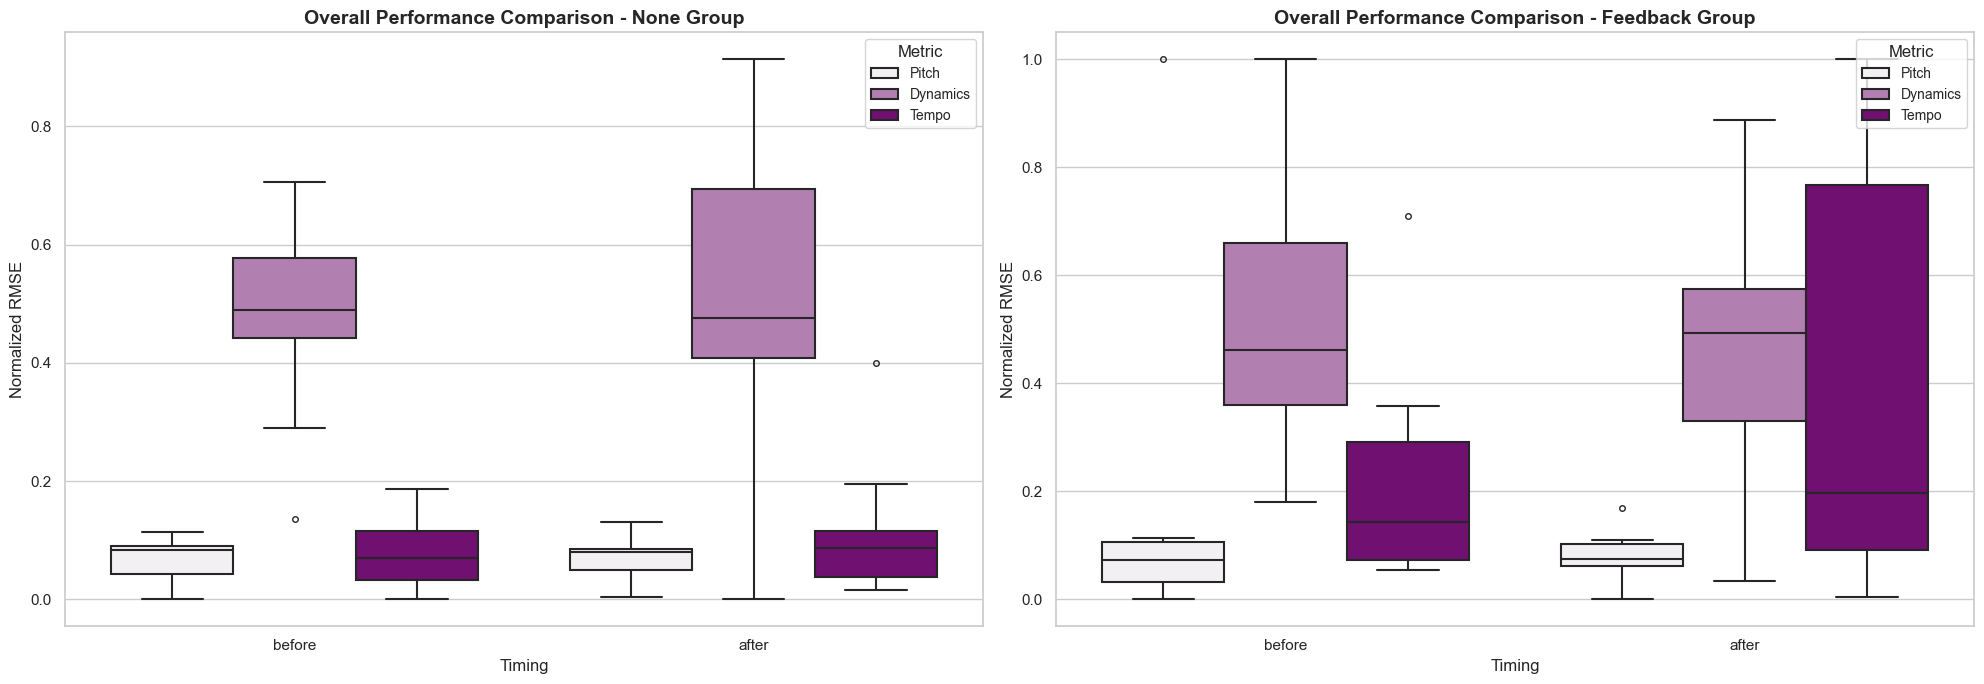 Overall Performance Comparison - None Group
Metric
Pitch
Dynamics
Tempo
Normalized RMSE
0.8
0.6
0.4
0.2
0.0
before
after
Timing
Overall Performance Comparison - Feedback Group
Metric
Pitch
Dynamics
Tempo
Normalized RMSE
1.0
0.8
0.6
0.4
0.2
0.0
before
after
Timing